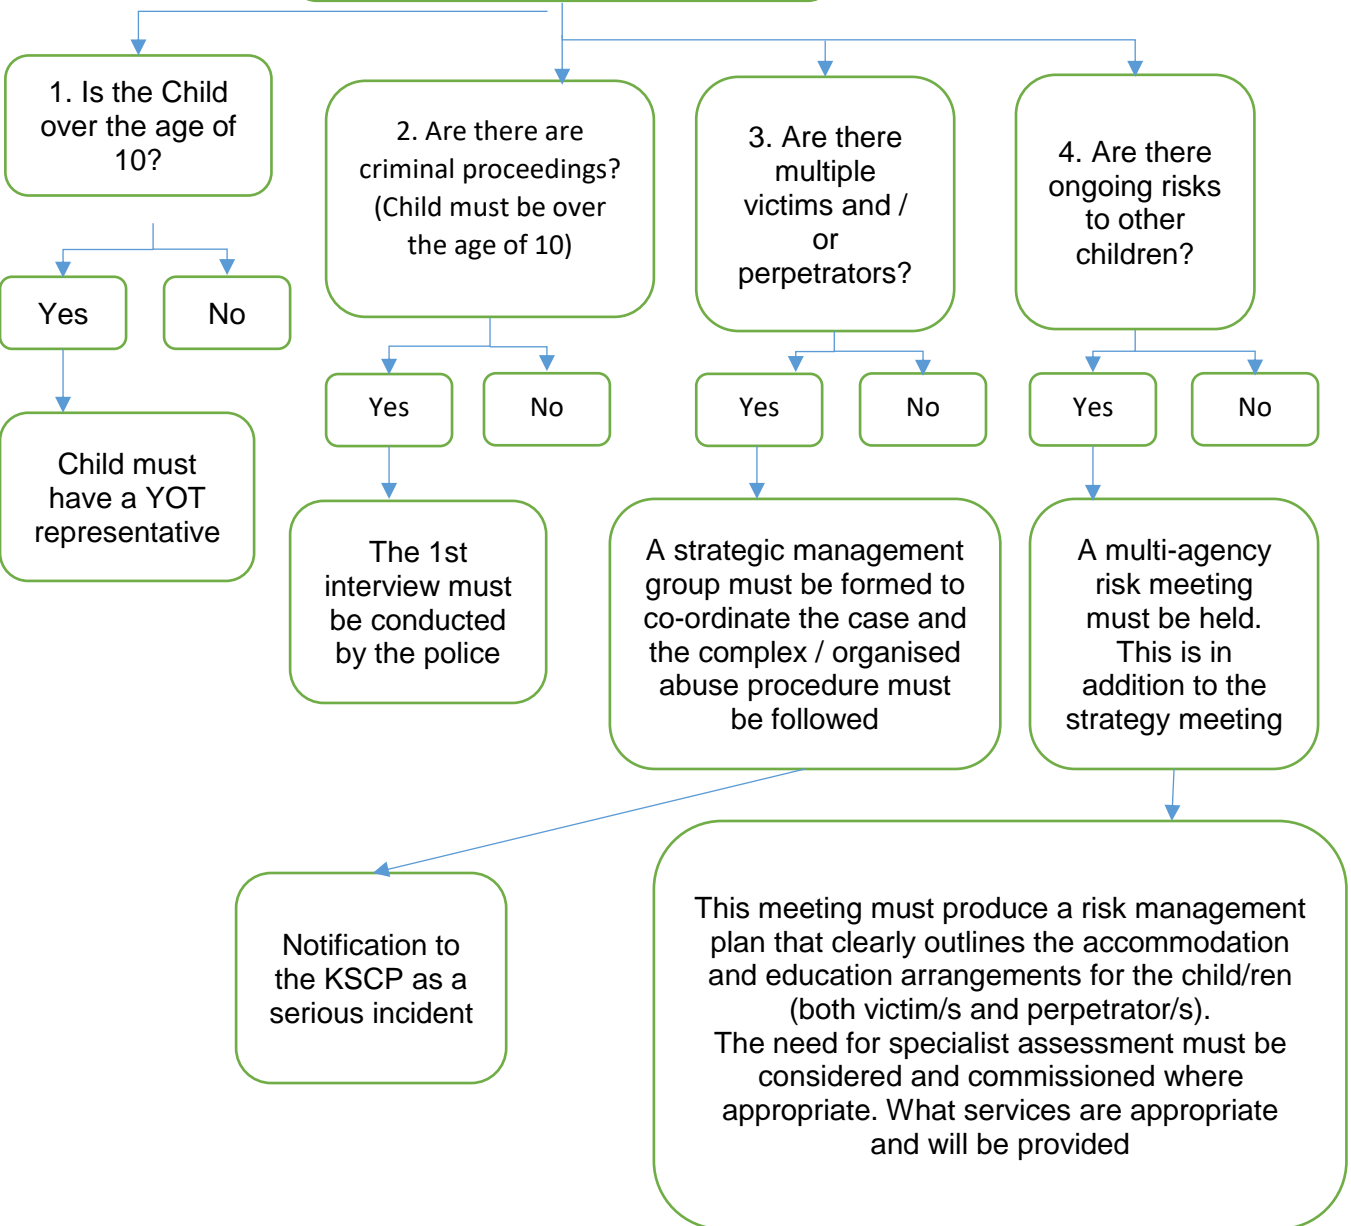 1. Is the Child
over the age of
10?
2. Are there are
criminal proceedings?
(Child must be over
the age of 10)
3. Are there
multiple
victims and /
or
perpetrators?
4. Are there
ongoing risks
to other
children?
Yes
No
Yes
No
Yes
No
Yes
No
Child must
have a YOT
representative
The 1st
interview must
be conducted
by the police
A strategic management
group must be formed to
co-ordinate the case and
the complex / organised
abuse procedure must
be followed
A multi-agency
risk meeting
must be held.
This is in
addition to the
strategy meeting
Notification to
the KSCP as a
serious incident
This meeting must produce a risk management
plan that clearly outlines the accommodation
and education arrangements for the child/ren
(both victim/s and perpetrator/s).
The need for specialist assessment must be
considered and commissioned where
appropriate. What services are appropriate
and will be provided